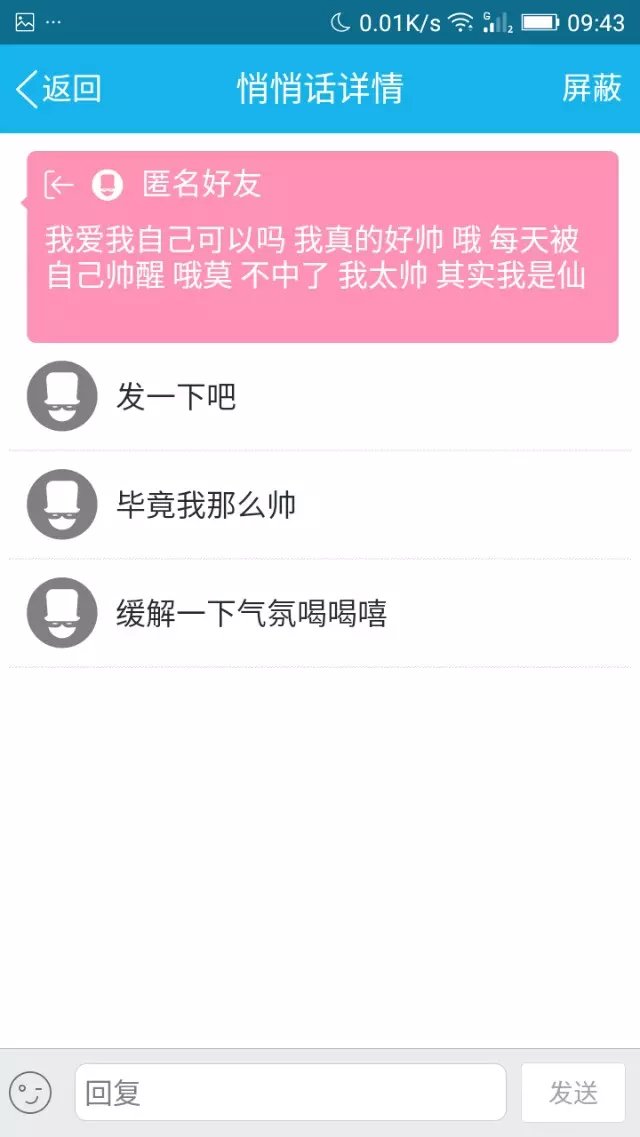 0.01K/s G 2 09:43
返回 悄悄话详情 屏蔽
匿名好友
我爱我自己可以吗 我真的好帅 哦 每天被
自己帅醒 哦莫 不中了 我太帅 其实我是仙
发一下吧
毕竟我那么帅
缓解一下气氛喝喝嘻
回复 发送